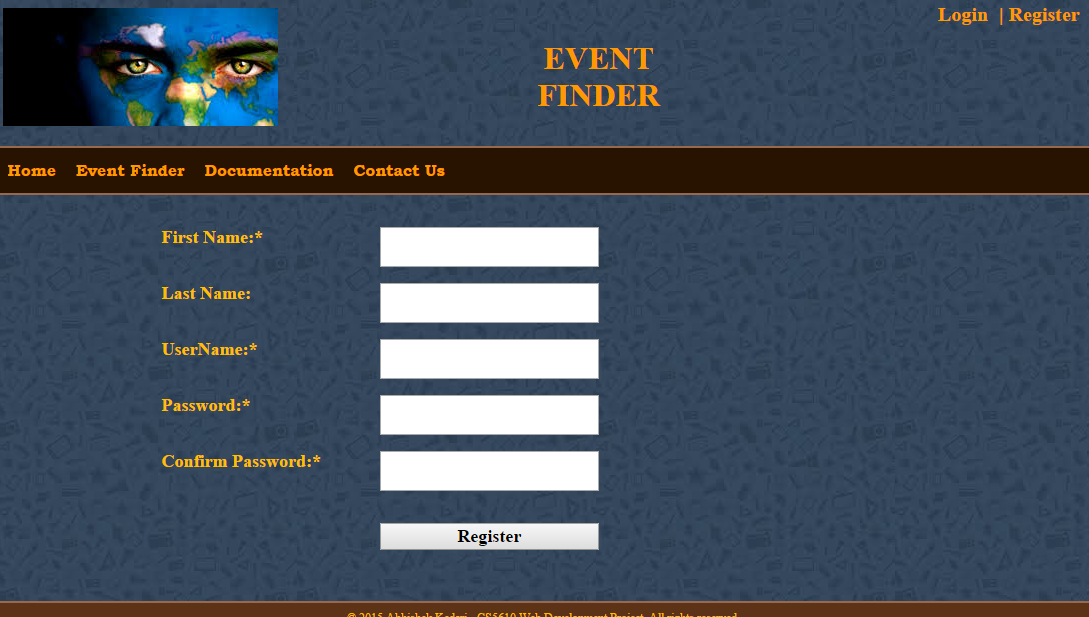 Login | Register
EVENT
FINDER
Home Event Finder Documentation Contact Us
First Name:*
Last Name:
UserName:*
Password:*
Confirm Password:*
Register
© 2015 Abhishek - CS5610 Web Development Project. All rights reserved